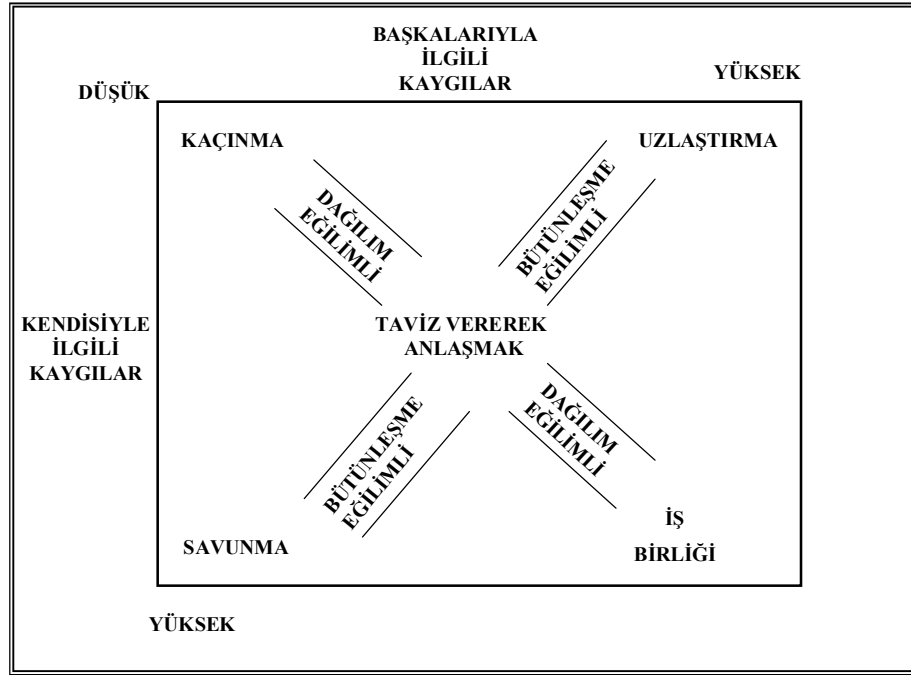 BAŞKALARIYLA
İLGİLİ
KAYGILAR
YÜKSEK
DÜŞÜK
KAÇINMA
UZLAŞTIRMA
DAĞILIM
EĞİLİMLİ
BÜTÜNLEŞME
EĞİLİMLİ
KENDİSİYLE
İLGİLİ
KAYGILAR
TAVİZ VEREREK
ANLAŞMAK
BÜTÜNLEŞME
EĞİLİMLİ
DAĞILIM
EĞİLİMLİ
SAVUNMA
İŞ
BİRLİĞİ
YÜKSEK